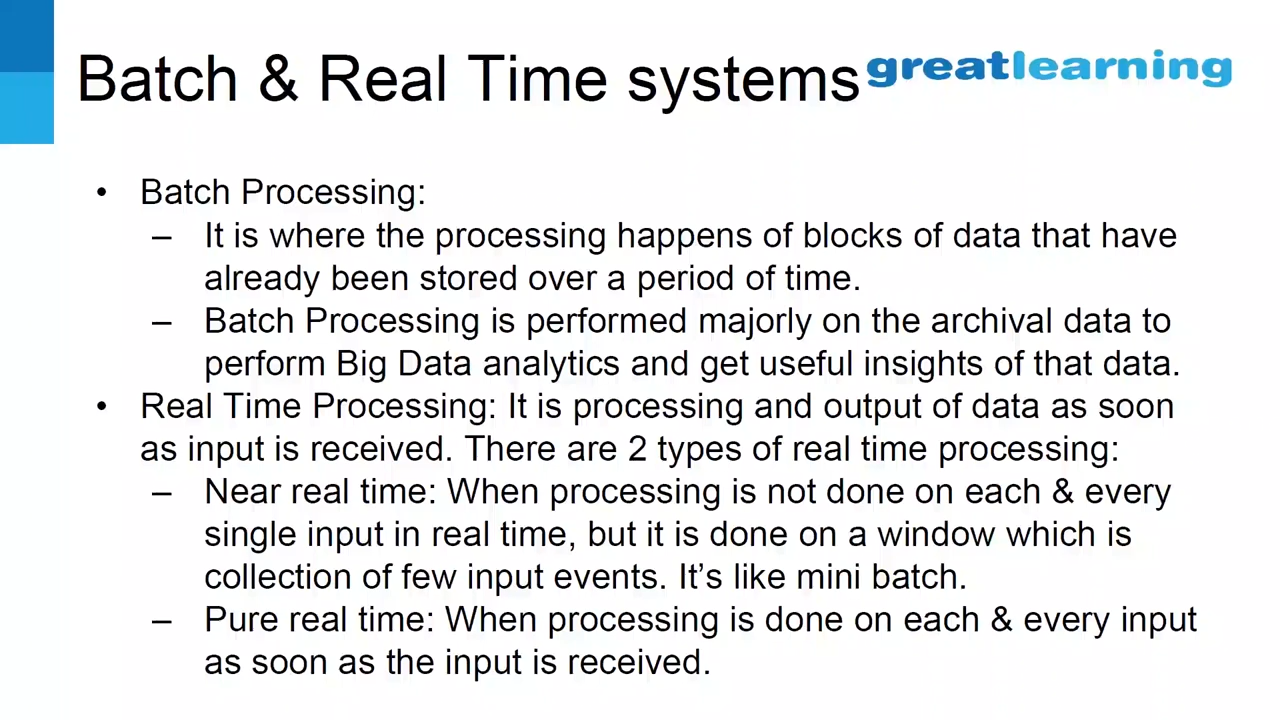 Batch & Real Time systems
greatlearning
• Batch Processing:
– It is where the processing happens of blocks of data that have
already been stored over a period of time.
– Batch Processing is performed majorly on the archival data to
perform Big Data analytics and get useful insights of that data.
• Real Time Processing: It is processing and output of data as soon
as input is received. There are 2 types of real time processing:
– Near real time: When processing is not done on each & every
single input in real time, but it is done on a window which is
collection of few input events. It’s like mini batch.
– Pure real time: When processing is done on each & every input
as soon as the input is received.